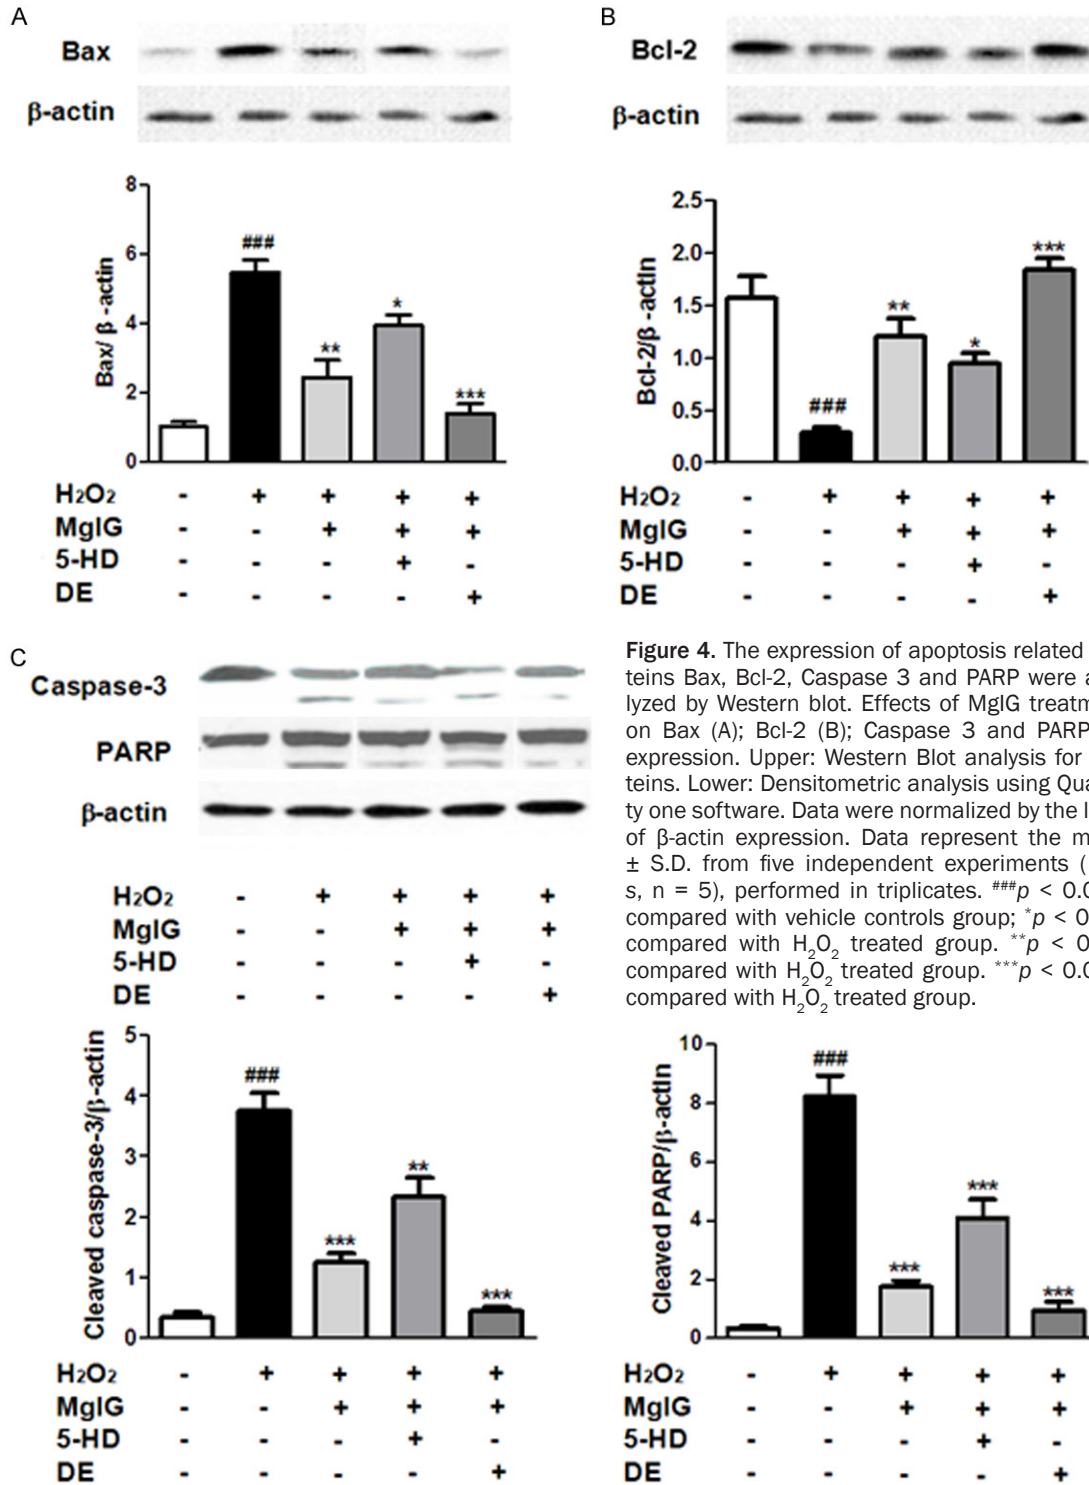 A
Bax
β-actin
8
6
4
2
0
Bax/ β -actin
###
**
*
***
H₂O₂ - + + + +
MgIG - - + + +
5-HD - - - + -
DE - - - - +
B
Bcl-2
β-actin
2.5
2.0
1.5
1.0
0.5
0.0
Bcl-2/β -actin
###
**
*
***
H₂O₂ - + + + +
MgIG - - + + +
5-HD - - - + -
DE - - - - +
C
Caspase-3
PARP
β-actin
H₂O₂ - + + + +
MgIG - - + + +
5-HD - - - + -
DE - - - - +
Figure 4. The expression of apoptosis related
teins Bax, Bcl-2, Caspase 3 and PARP were a
lyzed by Western blot. Effects of MgIG treatm
on Bax (A); Bcl-2 (B); Caspase 3 and PARP
expression. Upper: Western Blot analysis for
teins. Lower: Densitometric analysis using Qua
ty one software. Data were normalized by the l
of β-actin expression. Data represent the m
± S.D. from five independent experiments (
s, n = 5), performed in triplicates. ###p < 0.0
compared with vehicle controls group; *p < 0
compared with H₂O₂ treated group. **p < 0
compared with H₂O₂ treated group. ***p < 0.0
compared with H₂O₂ treated group.
5
4
3
2
1
0
Cleaved caspase-3/β-actin
###
***
**
***
H₂O₂ - + + + +
MgIG - - + + +
5-HD - - - + -
DE - - - - +
10
8
6
4
2
0
Cleaved PARP/β-actin
###
***
***
***
H₂O₂ - + + + +
MgIG - - + + +
5-HD - - - + -
DE - - - - +